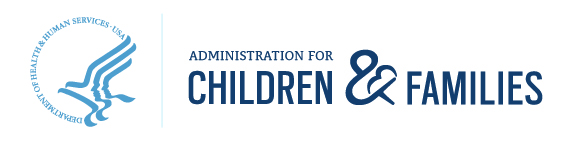 DEPARTMENT OF HEALTH & HUMAN SERVICES · USA
ADMINISTRATION FOR
CHILDREN & FAMILIES